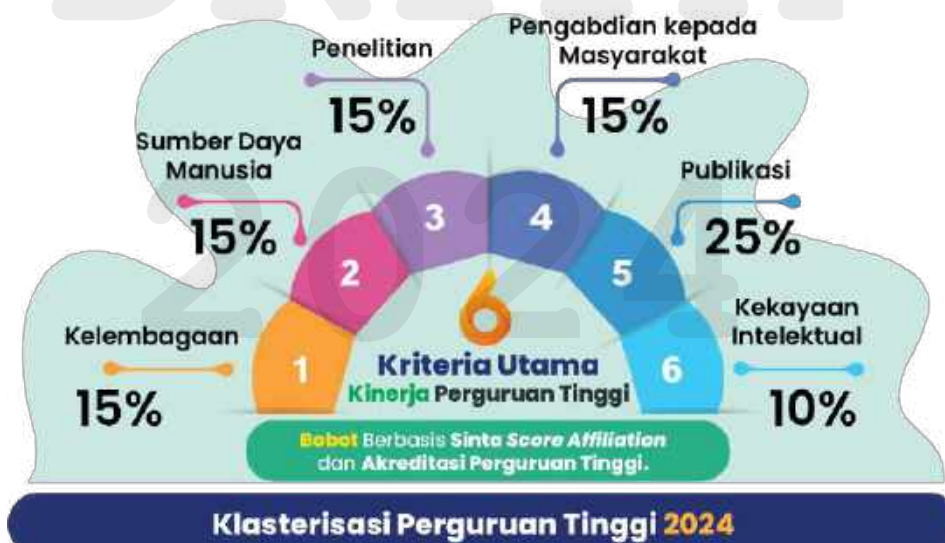 Penelitian
15%
Pengabdian kepada
Masyarakat
15%
Sumber Daya
Manusia
15%
Publikasi
25%
Kelembagaan
15%
Kekayaan
Intelektual
10%
1
2
3
4
5
6
6
Kriteria Utama
Kinerja Perguruan Tinggi
Bobot Berbasis Sinta Score Affiliation
dan Akreditasi Perguruan Tinggi.
Klasterisasi Perguruan Tinggi 2024
2024